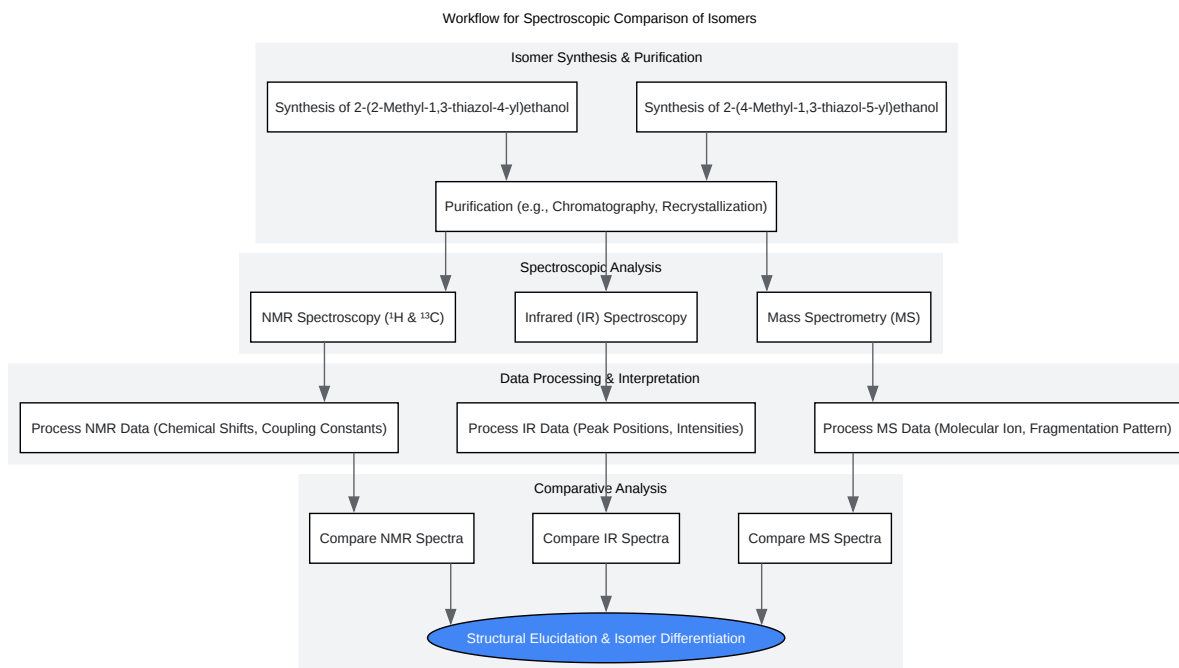 Workflow for Spectroscopic Comparison of Isomers
Isomer Synthesis & Purification
Synthesis of 2-(2-Methyl-1,3-thiazol-4-yl)ethanol
Synthesis of 2-(4-Methyl-1,3-thiazol-5-yl)ethanol
Purification (e.g., Chromatography, Recrystallization)
Spectroscopic Analysis
NMR Spectroscopy (¹H & ¹³C)
Infrared (IR) Spectroscopy
Mass Spectrometry (MS)
Data Processing & Interpretation
Process NMR Data (Chemical Shifts, Coupling Constants)
Process IR Data (Peak Positions, Intensities)
Process MS Data (Molecular Ion, Fragmentation Pattern)
Comparative Analysis
Compare NMR Spectra
Compare IR Spectra
Compare MS Spectra
Structural Elucidation & Isomer Differentiation